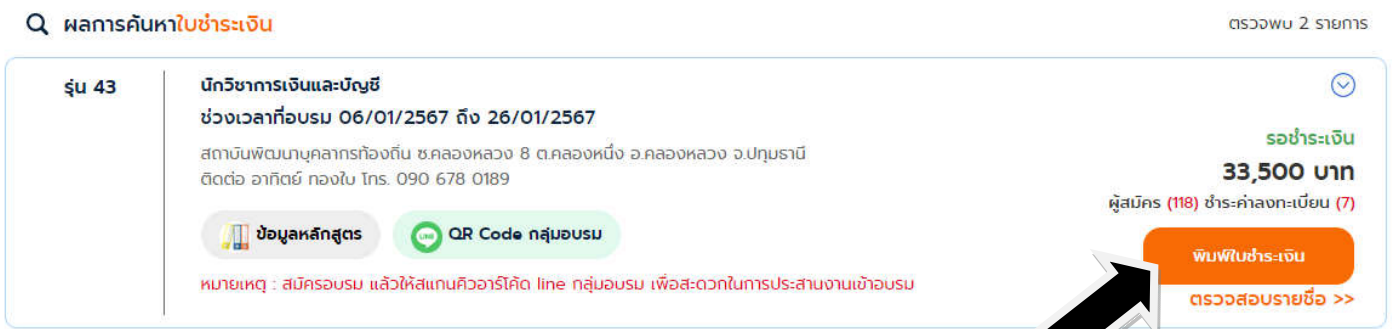 ผลการค้นหาใบชำระเงิน
ตรวจพบ 2 รายการ
รุ่น 43
นักวิชาการเงินและบัญชี
ช่วงเวลาที่อบรม 06/01/2567 ถึง 26/01/2567
สถาบันพัฒนาบุคลากรท้องถิ่น ซ.คลองหลวง 8 ต.คลองหนึ่ง อ.คลองหลวง จ.ปทุมธานี
ติดต่อ อาทิตย์ ทองใบ โทร. 090 678 0189
ข้อมูลหลักสูตร
LINE QR Code กลุ่มอบรม
หมายเหตุ : สมัครอบรม แล้วให้สแกนคิวอาร์โค้ด line กลุ่มอบรม เพื่อสะดวกในการประสานงานเข้าอบรม
รอชำระเงิน
33,500 บาท
ผู้สมัคร (118) ชำระค่าลงทะเบียน (7)
พิมพ์ใบชำระเงิน
ตรวจสอบรายชื่อ >>